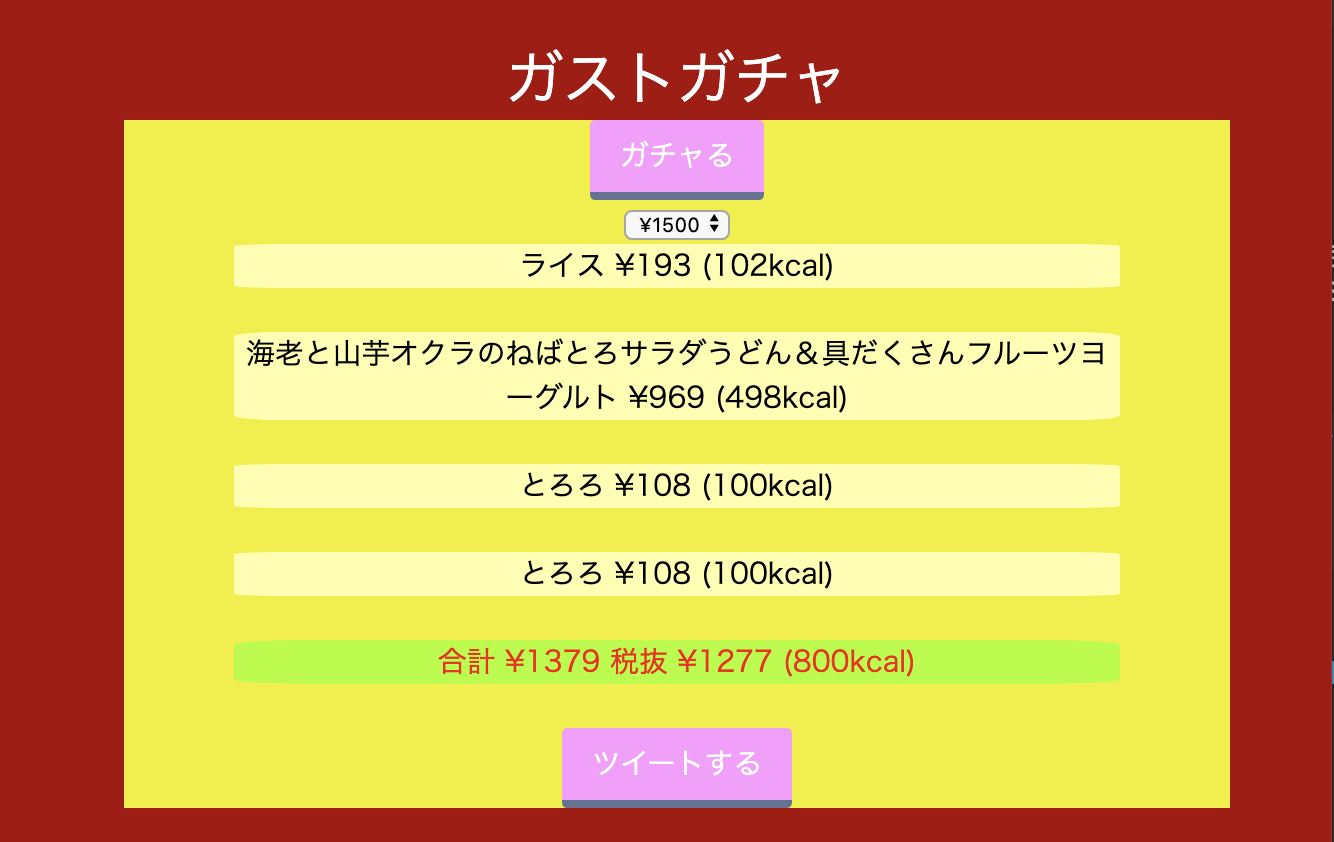 ガストガチャ
ガチャる
¥1500
ライス ¥193 (102kcal)
海老と山芋オクラのねばとろサラダうどん＆具だくさんフルーツヨ
ーグルト ¥969 (498kcal)
とろろ ¥108 (100kcal)
とろろ ¥108 (100kcal)
合計 ¥1379 税抜 ¥1277 (800kcal)
ツイートする